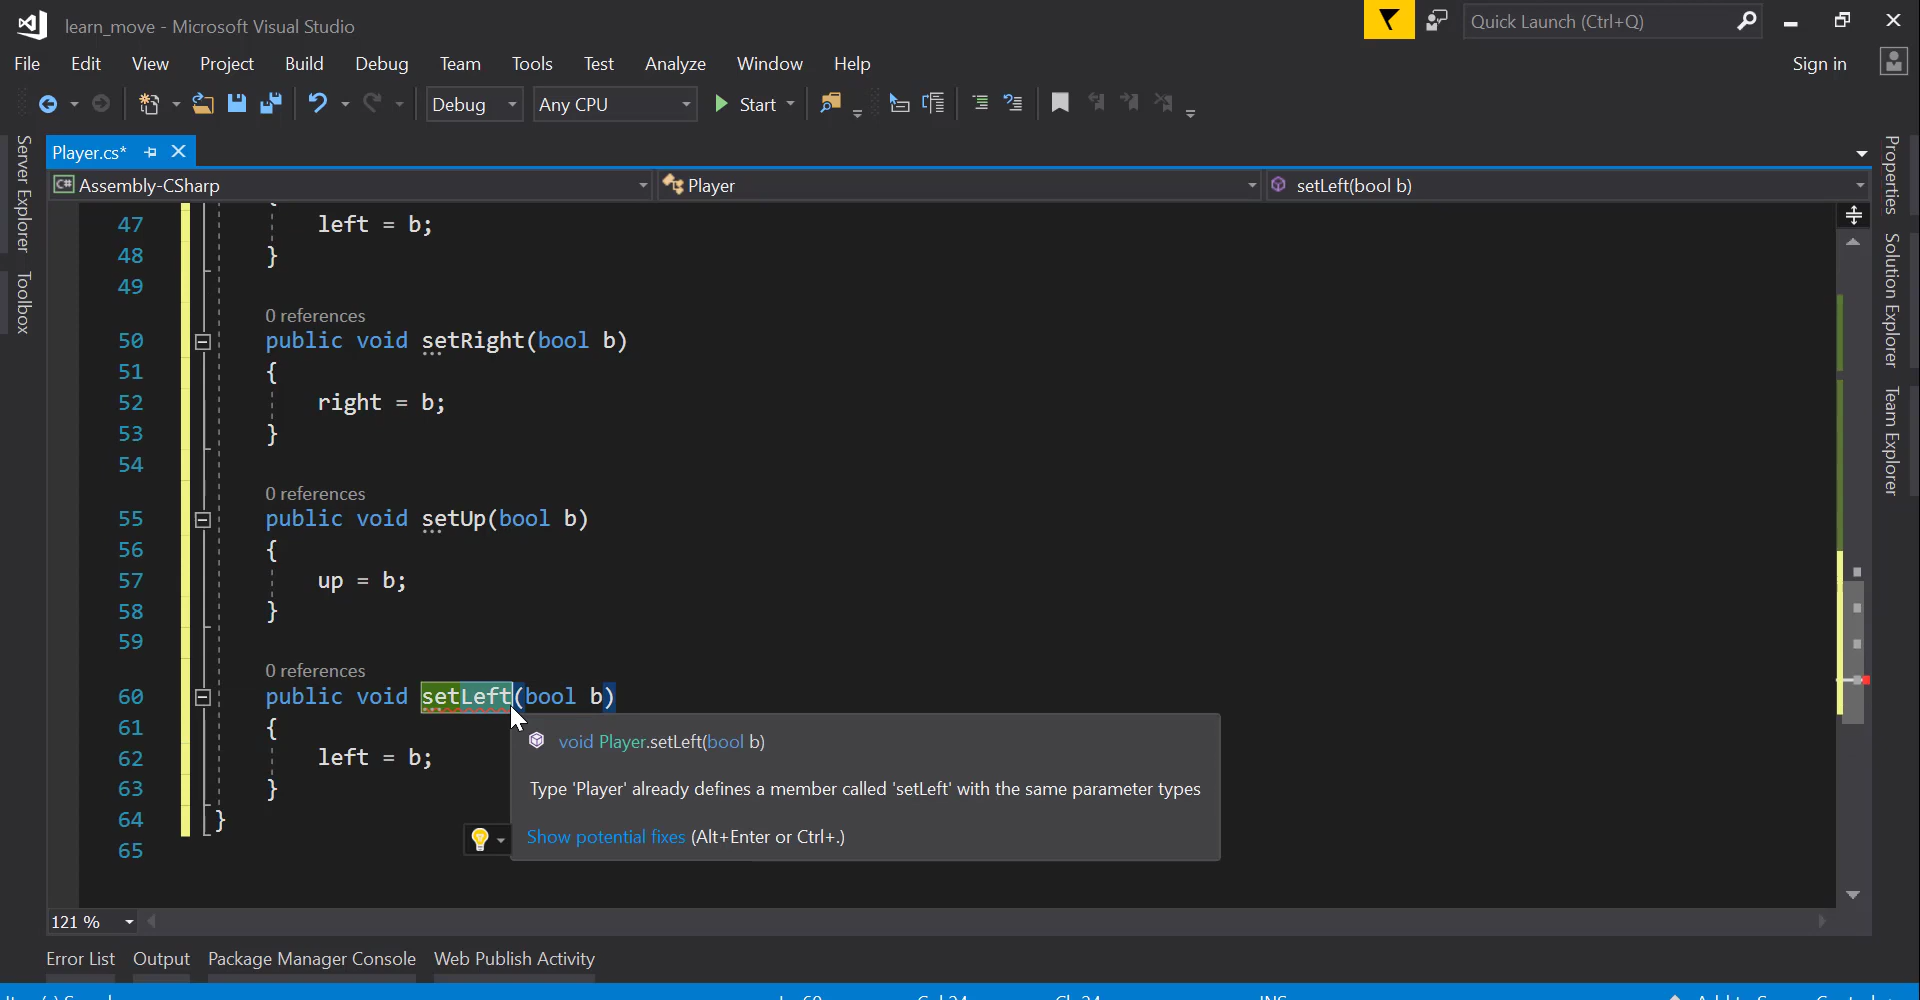 learn_move - Microsoft Visual Studio
Quick Launch (Ctrl+Q)
File Edit View Project Build Debug Team Tools Test Analyze Window Help
Sign in
Debug Any CPU Start
Server Explorer
Toolbox
Player.cs*
Assembly-CSharp Player setLeft(bool b)
Properties
Solution Explorer
Team Explorer
{
47 left = b;
48 }
49
0 references
50 public void setRight(bool b)
51 {
52 right = b;
53 }
54
0 references
55 public void setUp(bool b)
56 {
57 up = b;
58 }
59
0 references
60 public void setLeft(bool b)
61 {
62 left = b;
63 }
64 }
65
void Player.setLeft(bool b)
Type 'Player' already defines a member called 'setLeft' with the same parameter types
Show potential fixes (Alt+Enter or Ctrl+.)
121 %
Error List Output Package Manager Console Web Publish Activity